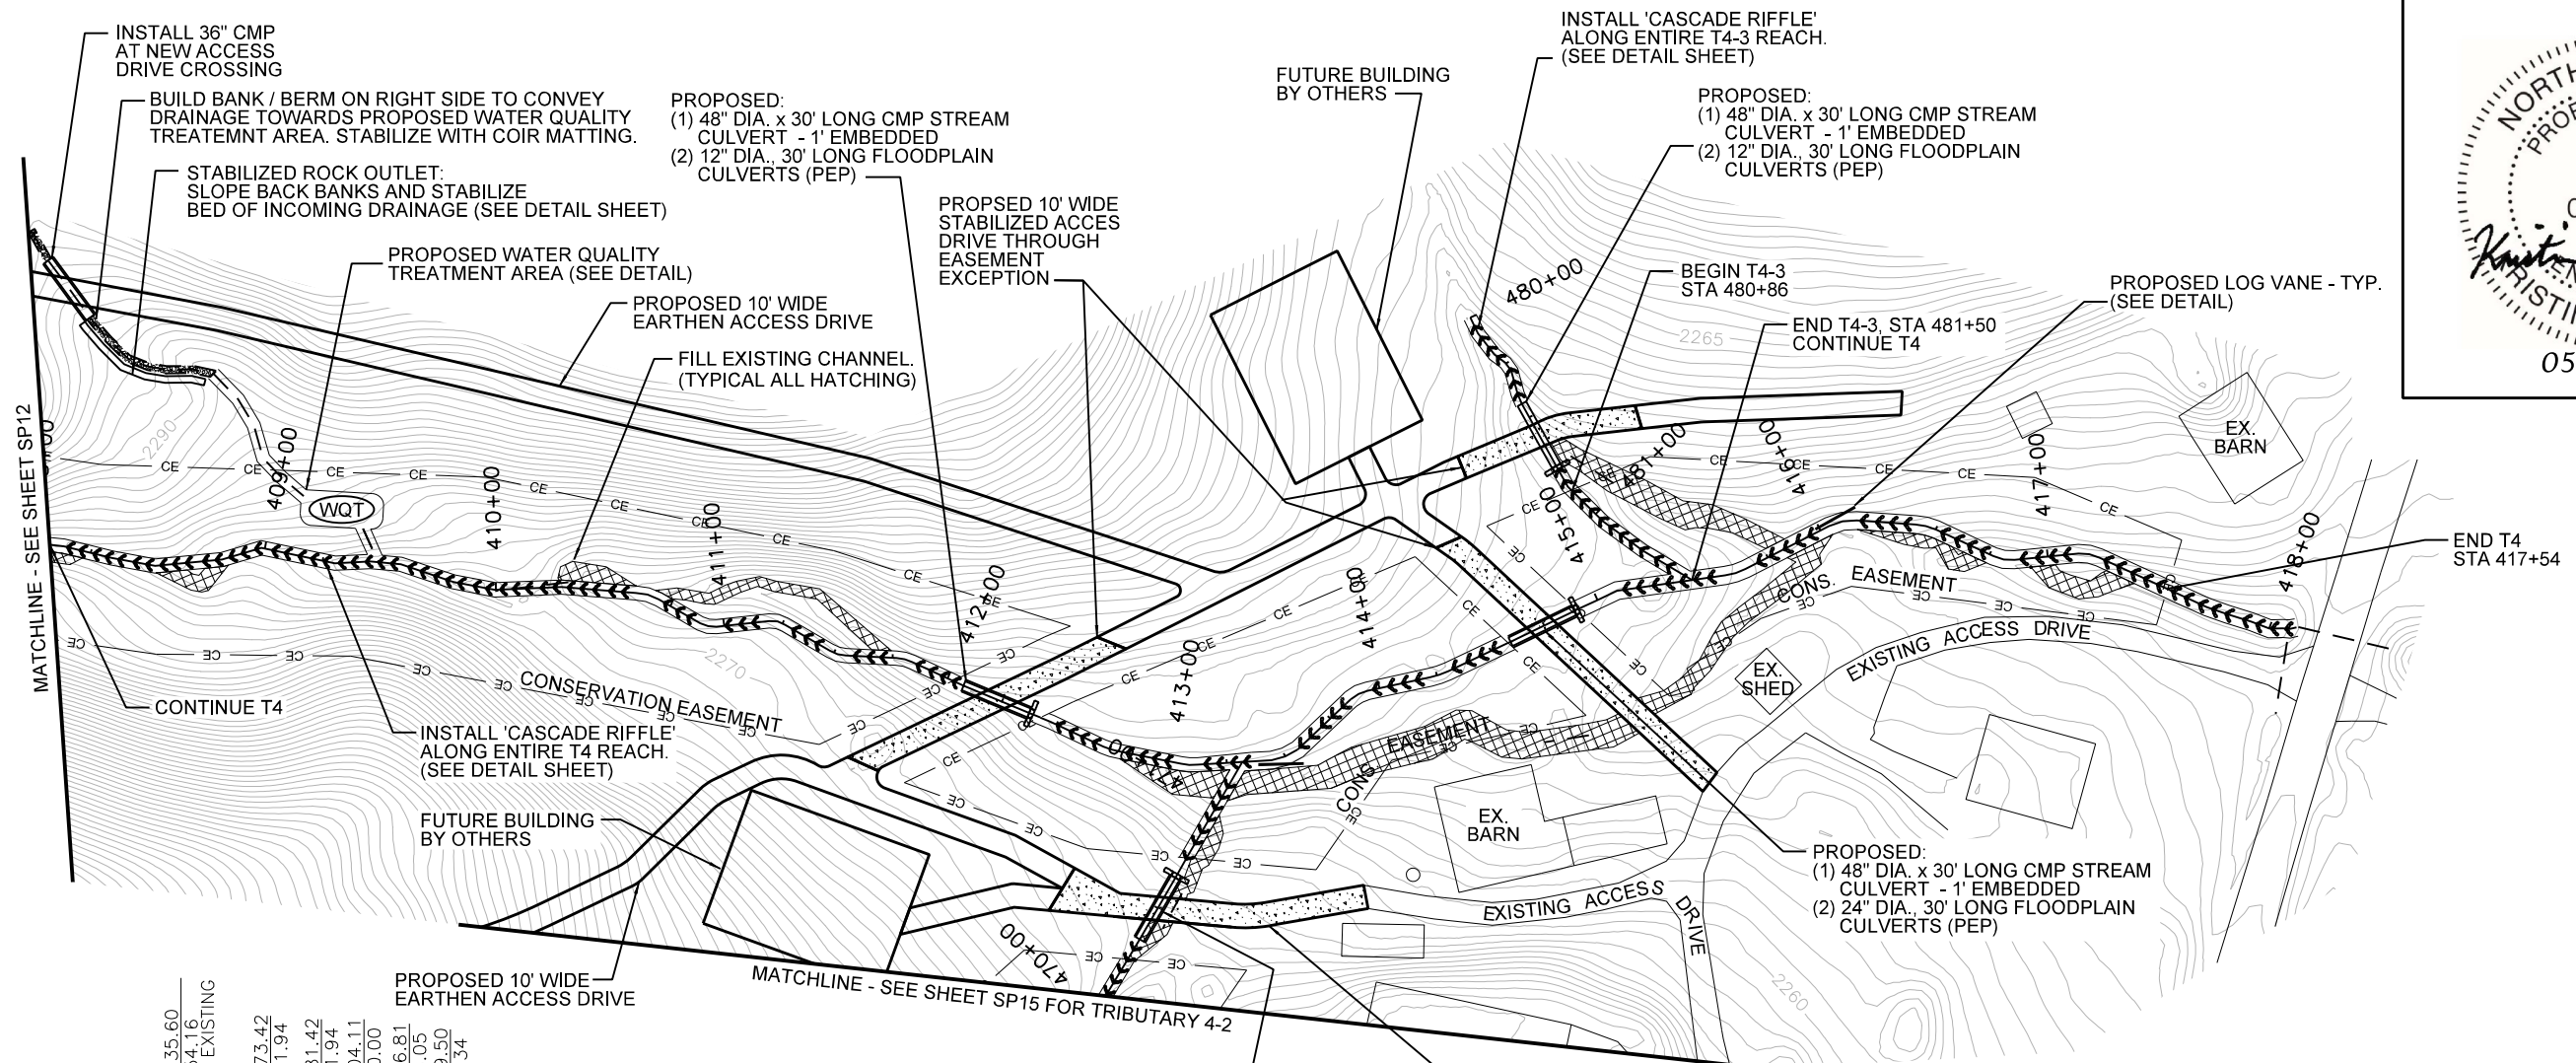 INSTALL 36" CMP
AT NEW ACCESS
DRIVE CROSSING
BUILD BANK / BERM ON RIGHT SIDE TO CONVEY
DRAINAGE TOWARDS PROPOSED WATER QUALITY
TREATEMNT AREA. STABILIZE WITH COIR MATTING.
STABILIZED ROCK OUTLET:
SLOPE BACK BANKS AND STABILIZE
BED OF INCOMING DRAINAGE (SEE DETAIL SHEET)
PROPOSED WATER QUALITY
TREATMENT AREA (SEE DETAIL)
PROPOSED 10' WIDE
EARTHEN ACCESS DRIVE
FILL EXISTING CHANNEL.
(TYPICAL ALL HATCHING)
PROPOSED:
(1) 48" DIA. x 30' LONG CMP STREAM
CULVERT - 1' EMBEDDED
(2) 12" DIA., 30' LONG FLOODPLAIN
CULVERTS (PEP)
PROPSED 10' WIDE
STABILIZED ACCES
DRIVE THROUGH
EASEMENT
EXCEPTION
FUTURE BUILDING
BY OTHERS
INSTALL 'CASCADE RIFFLE'
ALONG ENTIRE T4-3 REACH.
(SEE DETAIL SHEET)
PROPOSED:
(1) 48" DIA. x 30' LONG CMP STREAM
CULVERT - 1' EMBEDDED
(2) 12" DIA., 30' LONG FLOODPLAIN
CULVERTS (PEP)
BEGIN T4-3
STA 480+86
END T4-3, STA 481+50
CONTINUE T4
PROPOSED LOG VANE - TYP.
(SEE DETAIL)
480+00
2265
481+00
416+00
417+00
EX.
BARN
418+00
END T4
STA 417+54
MATCHLINE - SEE SHEET SP12
2290
409+00
WQT
410+00
411+00
412+00
413+00
414+00
415+00
2270
CONSERVATION EASEMENT
CONS. EASEMENT
EXISTING ACCESS DRIVE
EX.
SHED
CONTINUE T4
INSTALL 'CASCADE RIFFLE'
ALONG ENTIRE T4 REACH.
(SEE DETAIL SHEET)
CONS. EASEMENT
EX.
BARN
FUTURE BUILDING
BY OTHERS
PROPOSED:
(1) 48" DIA. x 30' LONG CMP STREAM
CULVERT - 1' EMBEDDED
(2) 24" DIA., 30' LONG FLOODPLAIN
CULVERTS (PEP)
EXISTING ACCESS DRIVE
470+00
2260
PROPOSED 10' WIDE
EARTHEN ACCESS DRIVE
MATCHLINE - SEE SHEET SP15 FOR TRIBUTARY 4-2
EXISTING
NORTH
05